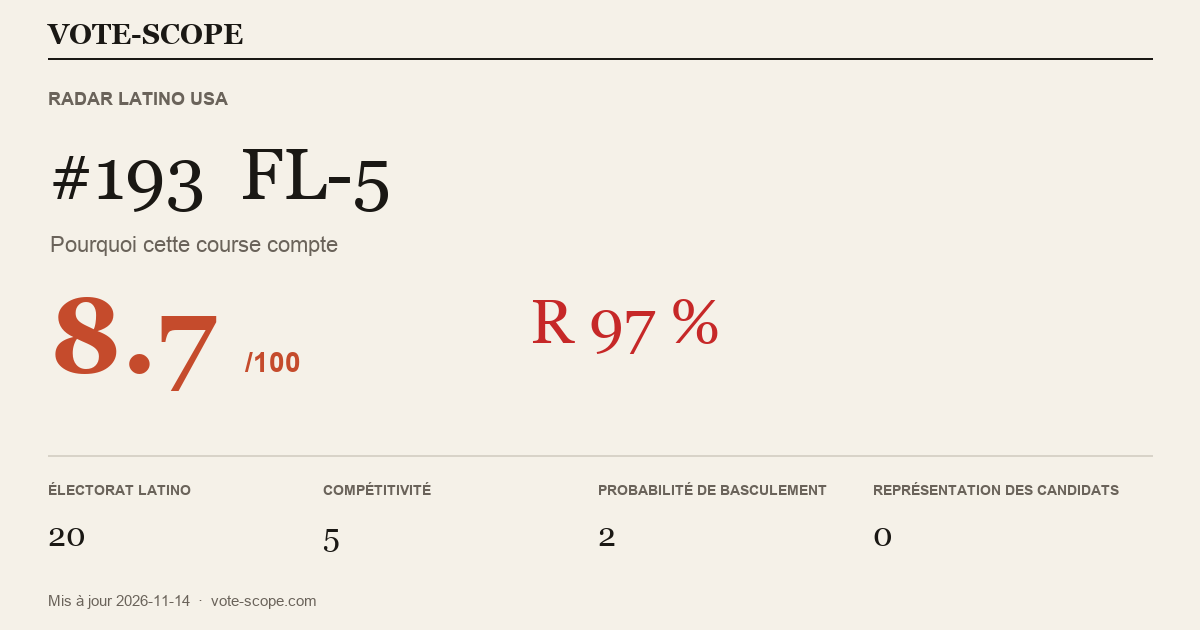 VOTE-SCOPE
RADAR LATINO USA
#193 FL-5
Pourquoi cette course compte
8.7 /100
R 97 %
ÉLECTORAT LATINO
20
COMPÉTITIVITÉ
5
PROBABILITÉ DE BASCULEMENT
2
REPRÉSENTATION DES CANDIDATS
0
Mis à jour 2026-11-14 · vote-scope.com